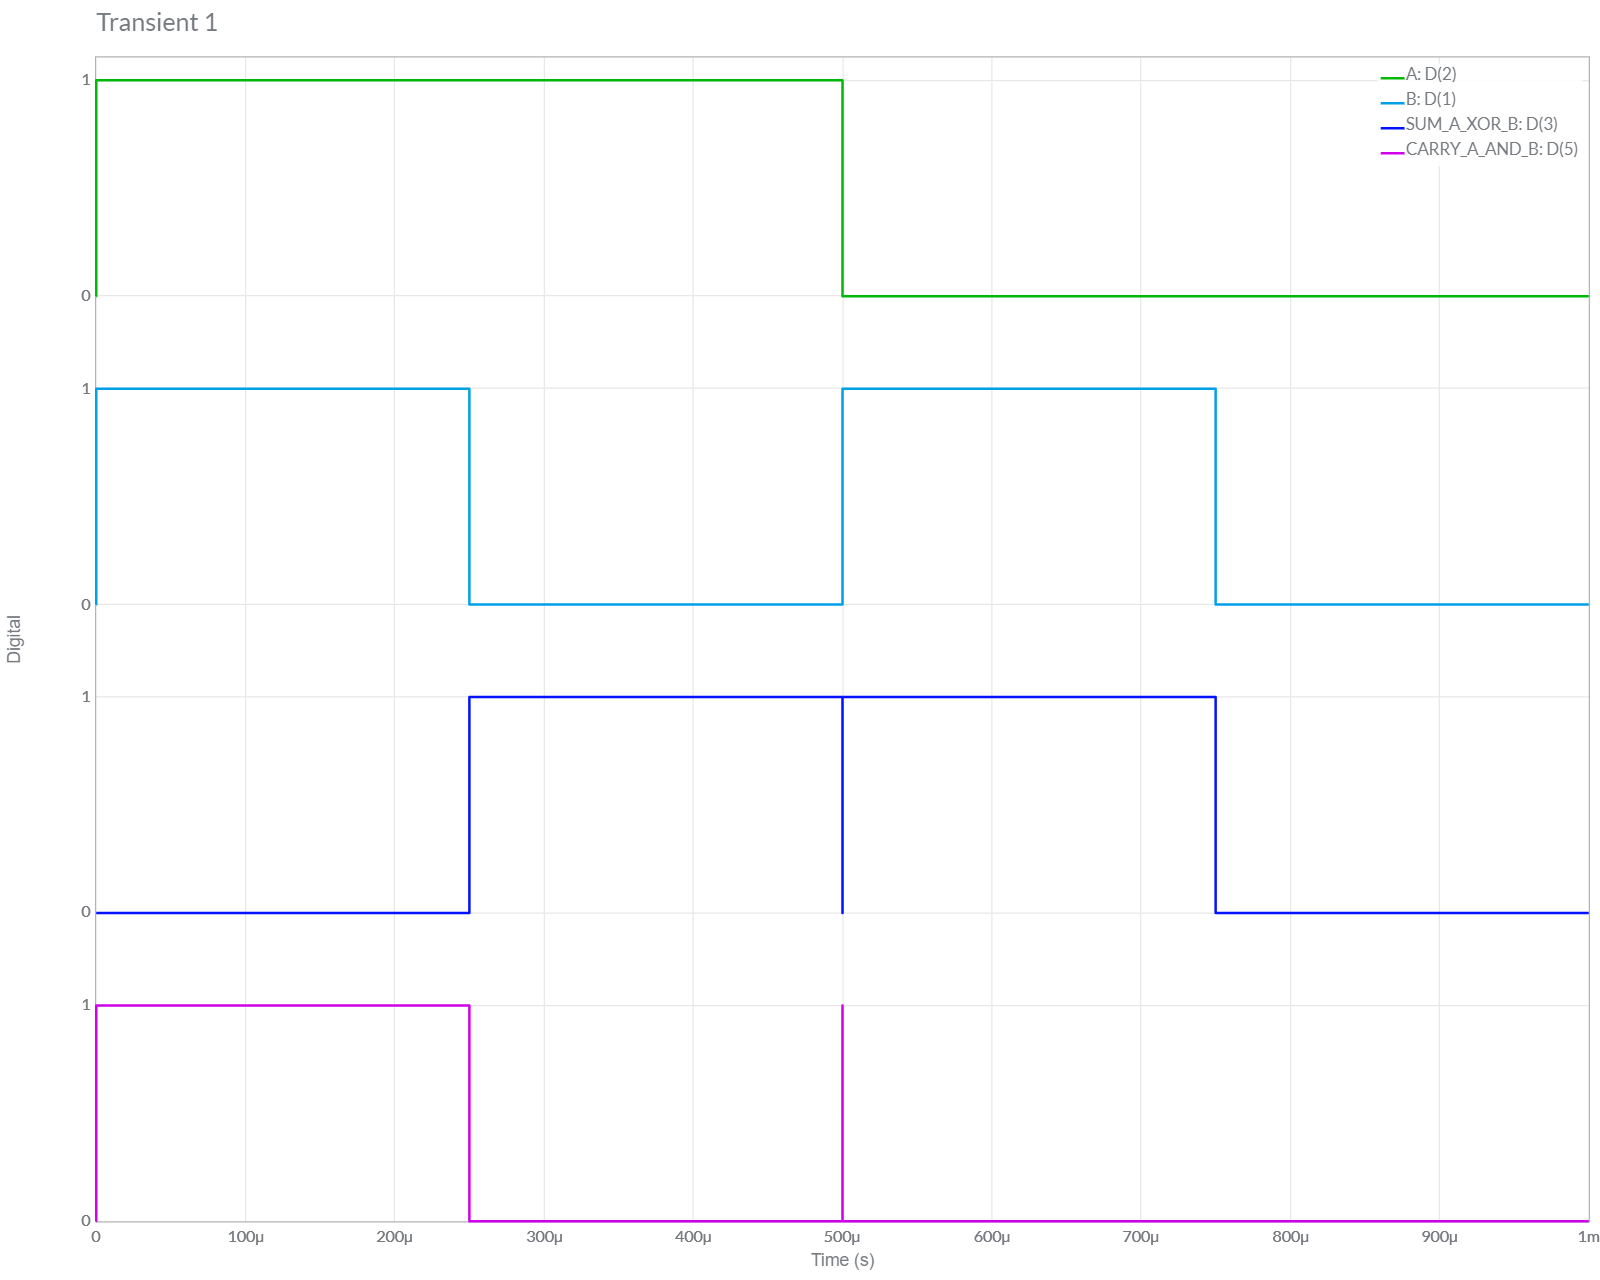 Transient 1
A: D(2)
B: D(1)
SUM_A_XOR_B: D(3)
CARRY_A_AND_B: D(5)
1
0
1
0
Digital
1
0
1
0
0 100µ 200µ 300µ 400µ 500µ 600µ 700µ 800µ 900µ 1m
Time (s)